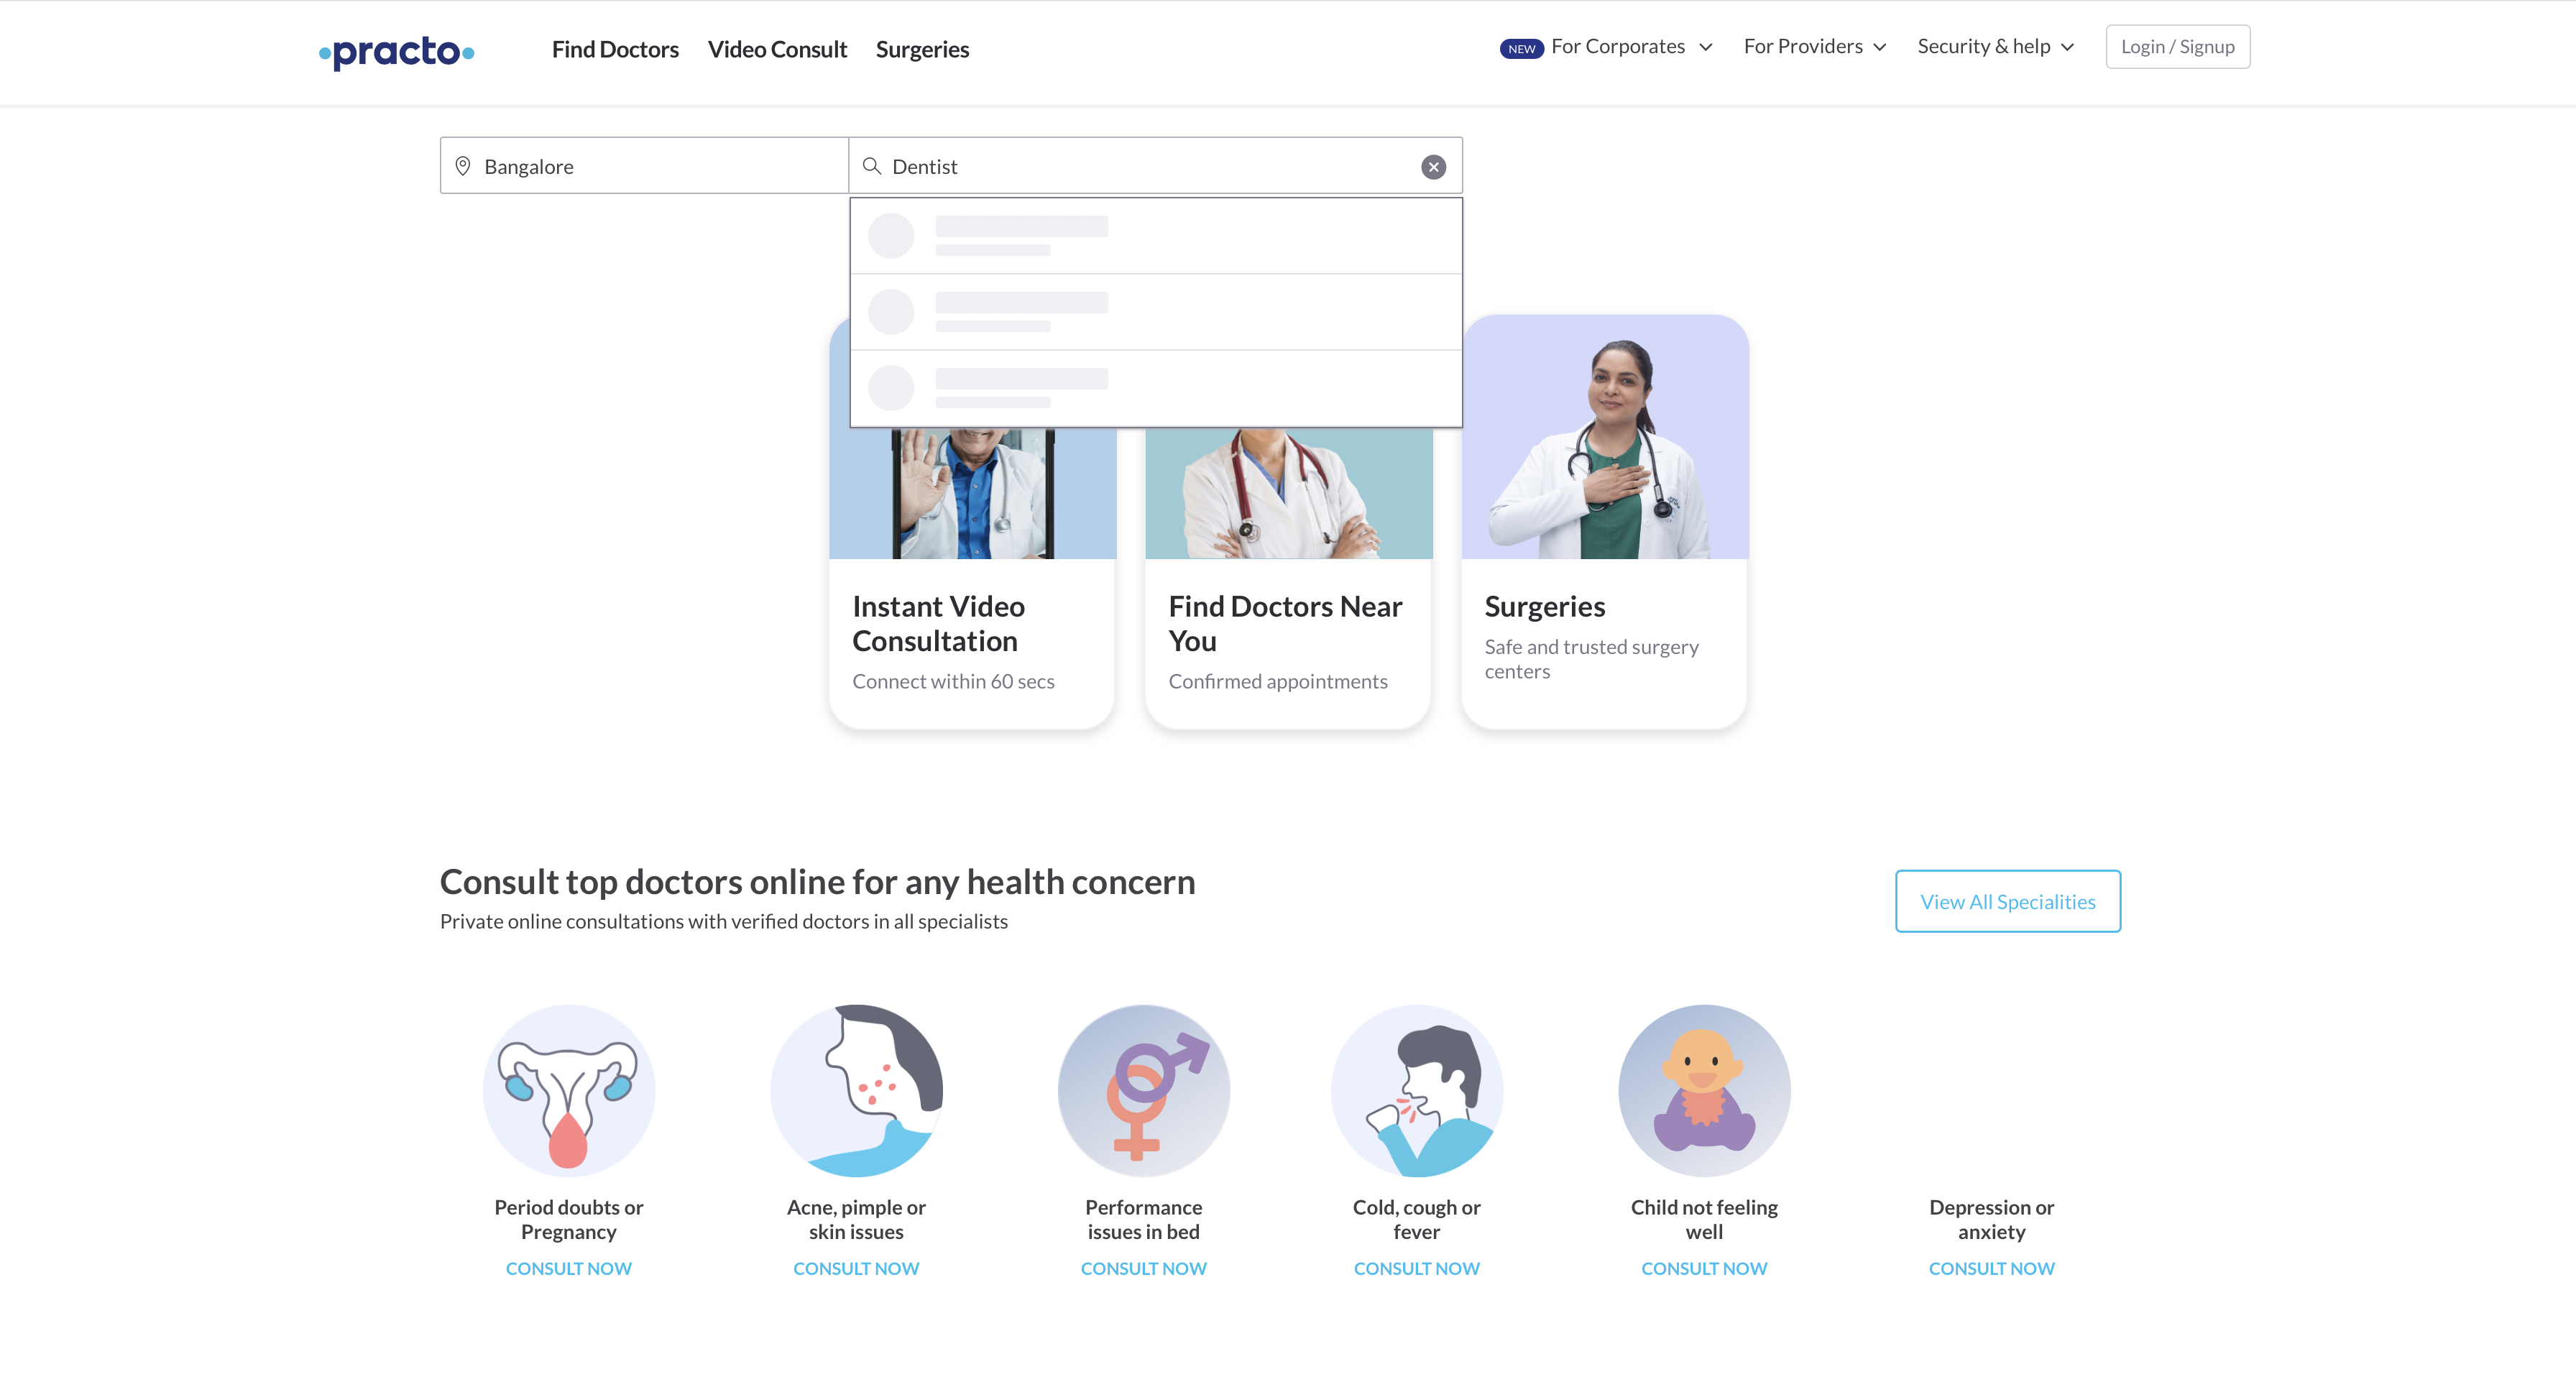 practo
Find Doctors
Video Consult
Surgeries
NEW
For Corporates
For Providers
Security & help
Login / Signup
Bangalore
Dentist
Instant Video
Consultation
Connect within 60 secs
Find Doctors Near
You
Confirmed appointments
Surgeries
Safe and trusted surgery
centers
Consult top doctors online for any health concern
Private online consultations with verified doctors in all specialists
View All Specialities
Period doubts or
Pregnancy
CONSULT NOW
Acne, pimple or
skin issues
CONSULT NOW
Performance
issues in bed
CONSULT NOW
Cold, cough or
fever
CONSULT NOW
Child not feeling
well
CONSULT NOW
Depression or
anxiety
CONSULT NOW